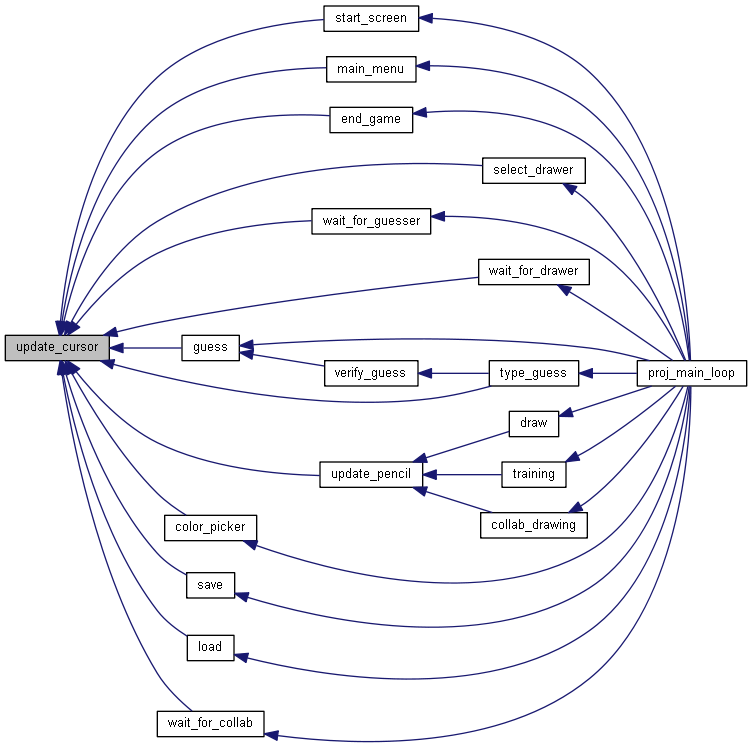 start_screen
main_menu
end_game
select_drawer
wait_for_guesser
wait_for_drawer
update_cursor
guess
verify_guess
type_guess
proj_main_loop
draw
update_pencil
training
collab_drawing
color_picker
save
load
wait_for_collab